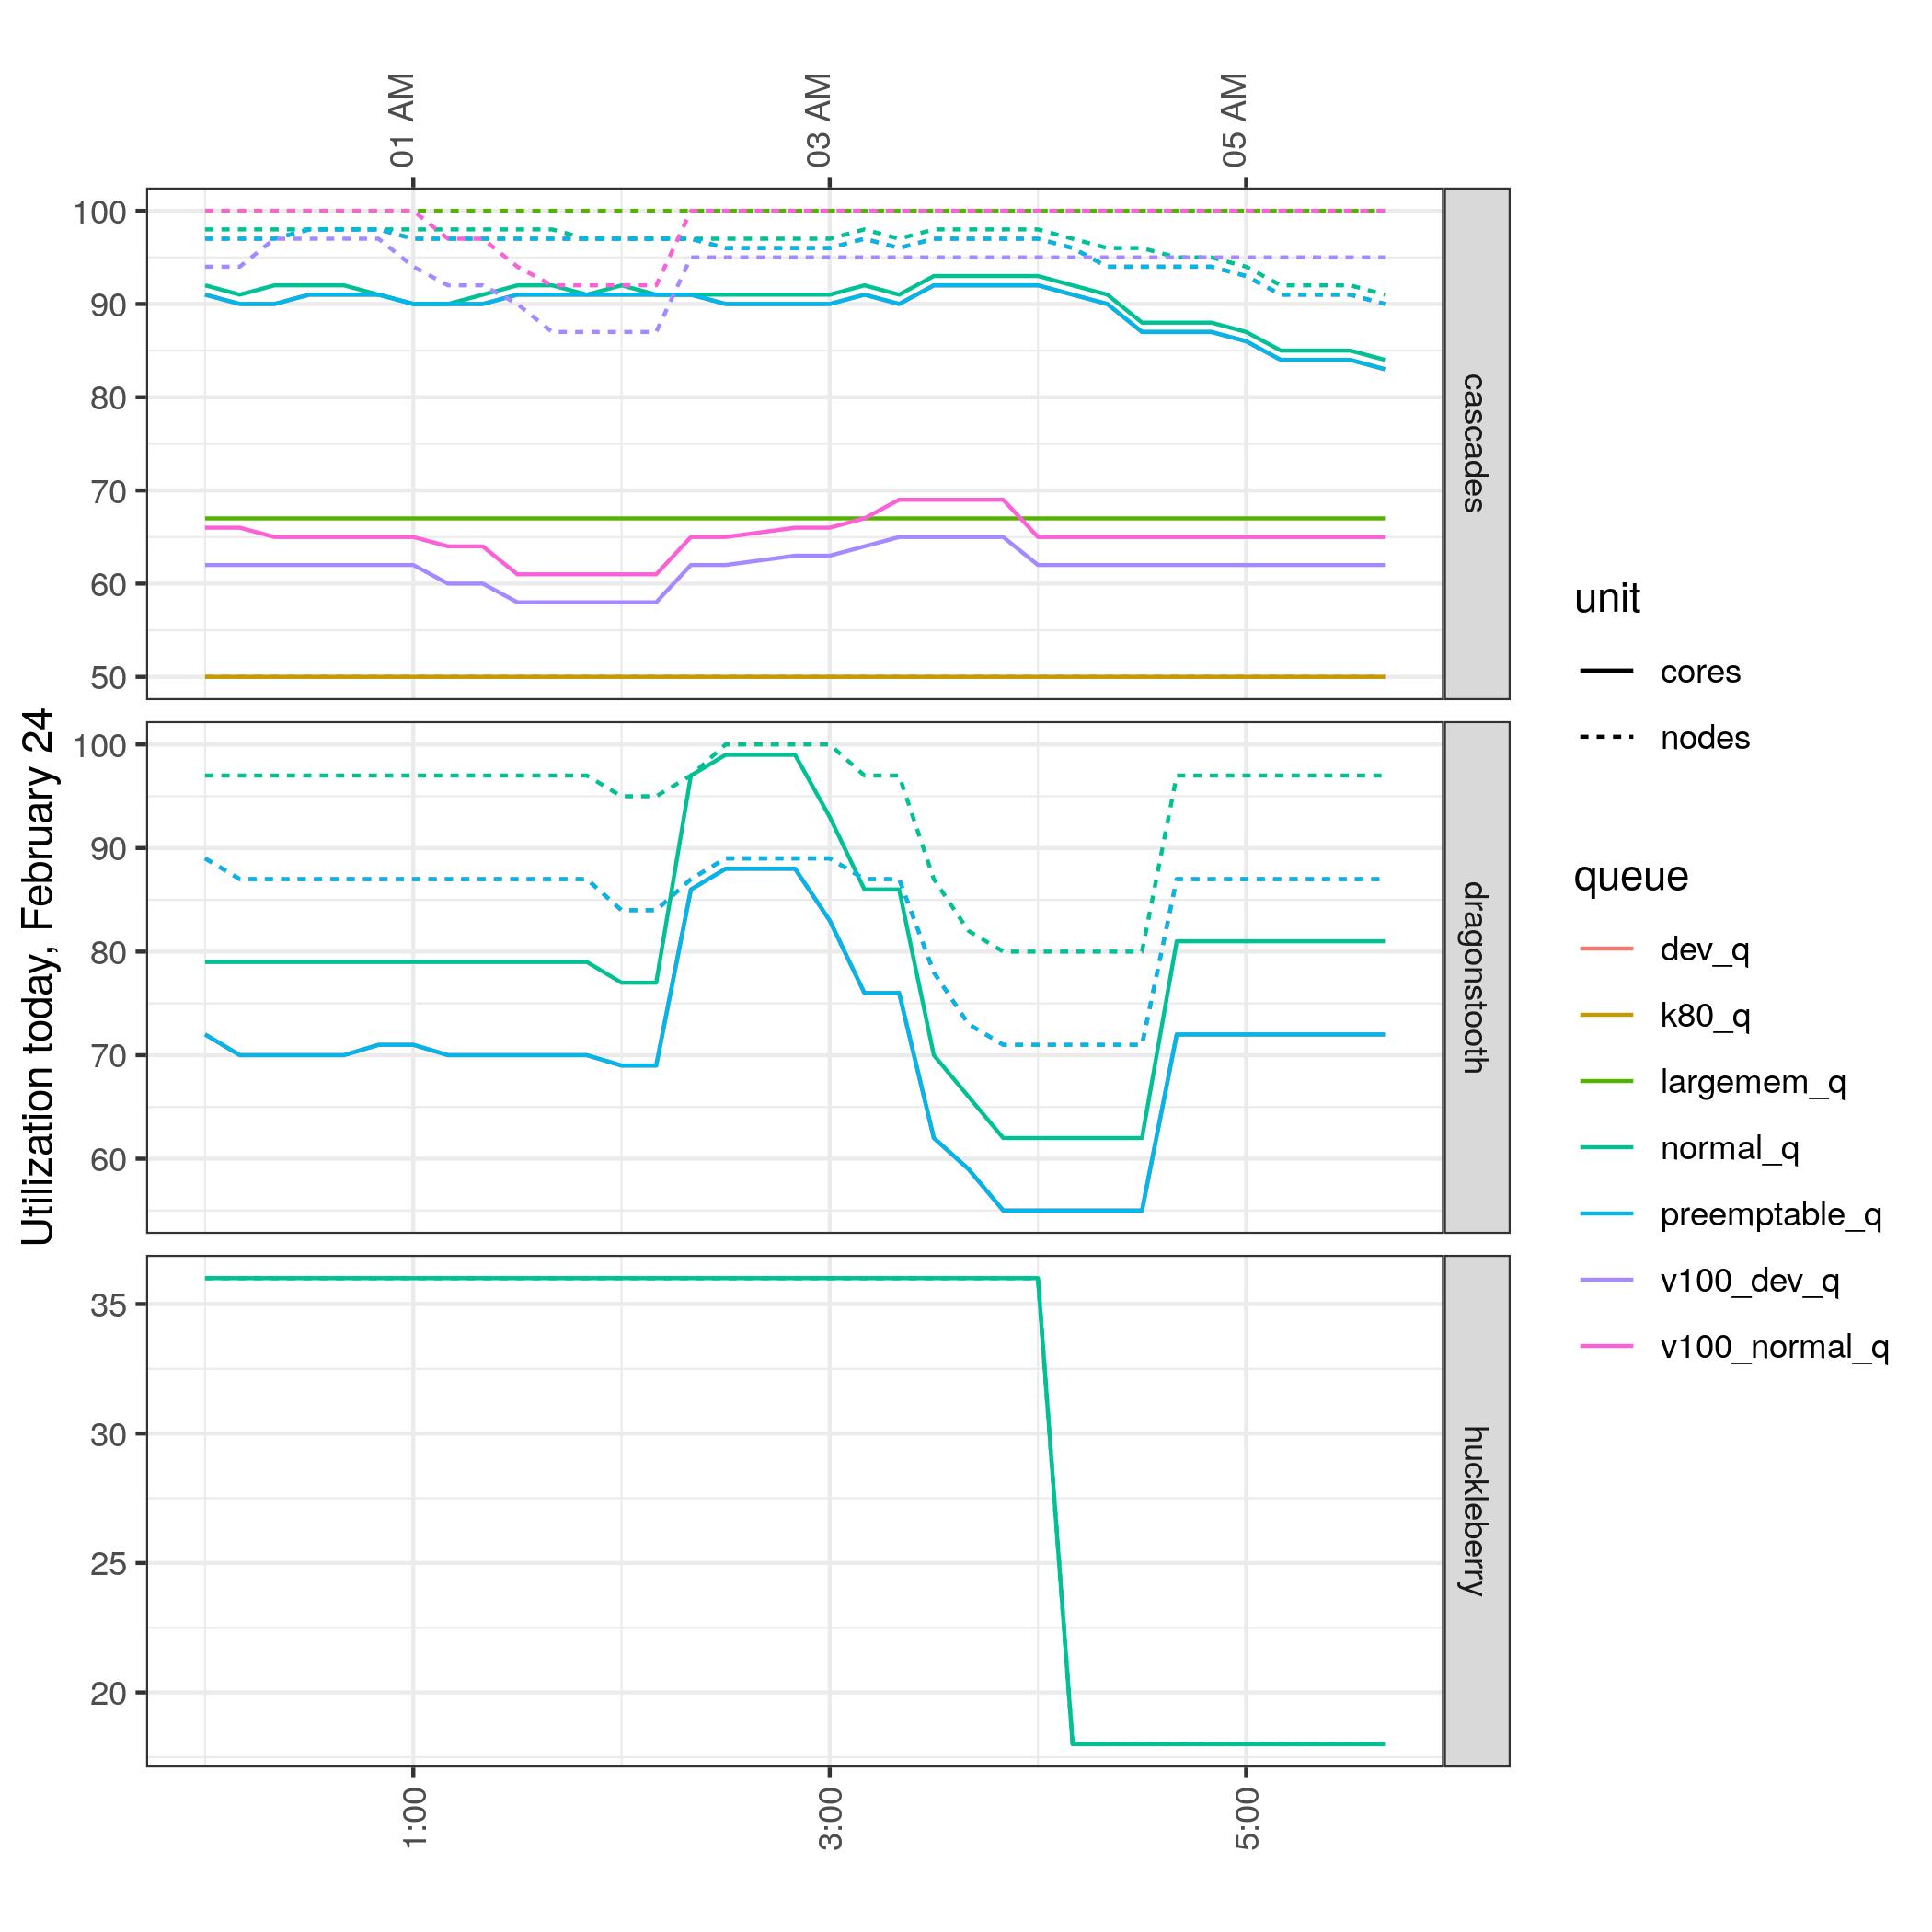 01 AM
03 AM
05 AM
100
90
80
70
60
50
cascades
100
90
80
70
60
dragonstooth
35
30
25
20
huckleberry
1:00
3:00
5:00
Utilization today, February 24
unit
cores
nodes
queue
dev_q
k80_q
largemem_q
normal_q
preemptable_q
v100_dev_q
v100_normal_q